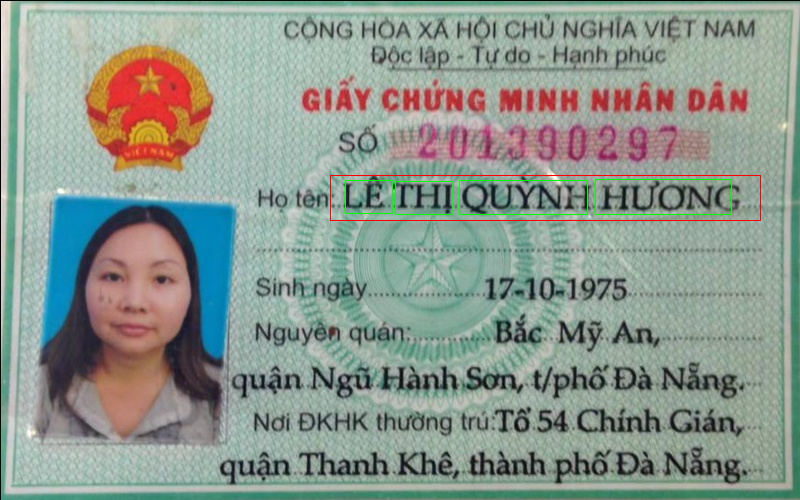 CỘNG HÒA XÃ HỘI CHỦ NGHĨA VIỆT NAM
Độc lập - Tự do - Hạnh phúc
GIẤY CHỨNG MINH NHÂN DÂN
SỐ 201390297
VIỆT NAM
Họ tên: LÊ THỊ QUỲNH HƯƠNG
Sinh ngày 17-10-1975
Nguyên quán: Bắc Mỹ An,
quận Ngũ Hành Sơn, t/phố Đà Nẵng.
Nơi ĐKHK thường trú: Tổ 54 Chính Gián,
quận Thanh Khê, thành phố Đà Nẵng.